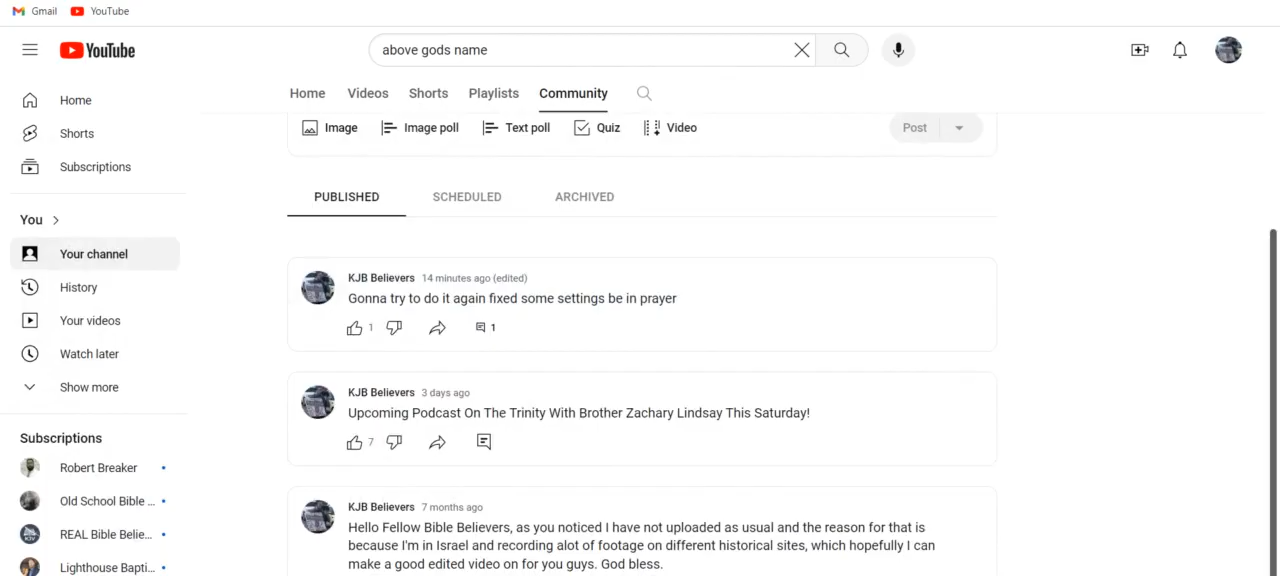 Gmail YouTube
YouTube above gods name
Home Videos Shorts Playlists Community
Home
Shorts
Subscriptions
You
Your channel
History
Your videos
Watch later
Show more
Subscriptions
Robert Breaker
Old School Bible ...
REAL Bible Belie...
Lighthouse Bapti...
Image Image poll Text poll Quiz Video Post
PUBLISHED SCHEDULED ARCHIVED
KJB Believers 14 minutes ago (edited)
Gonna try to do it again fixed some settings be in prayer
1 1
KJB Believers 3 days ago
Upcoming Podcast On The Trinity With Brother Zachary Lindsay This Saturday!
7
KJB Believers 7 months ago
Hello Fellow Bible Believers, as you noticed I have not uploaded as usual and the reason for that is
because I'm in Israel and recording alot of footage on different historical sites, which hopefully I can
make a good edited video on for you guys. God bless.